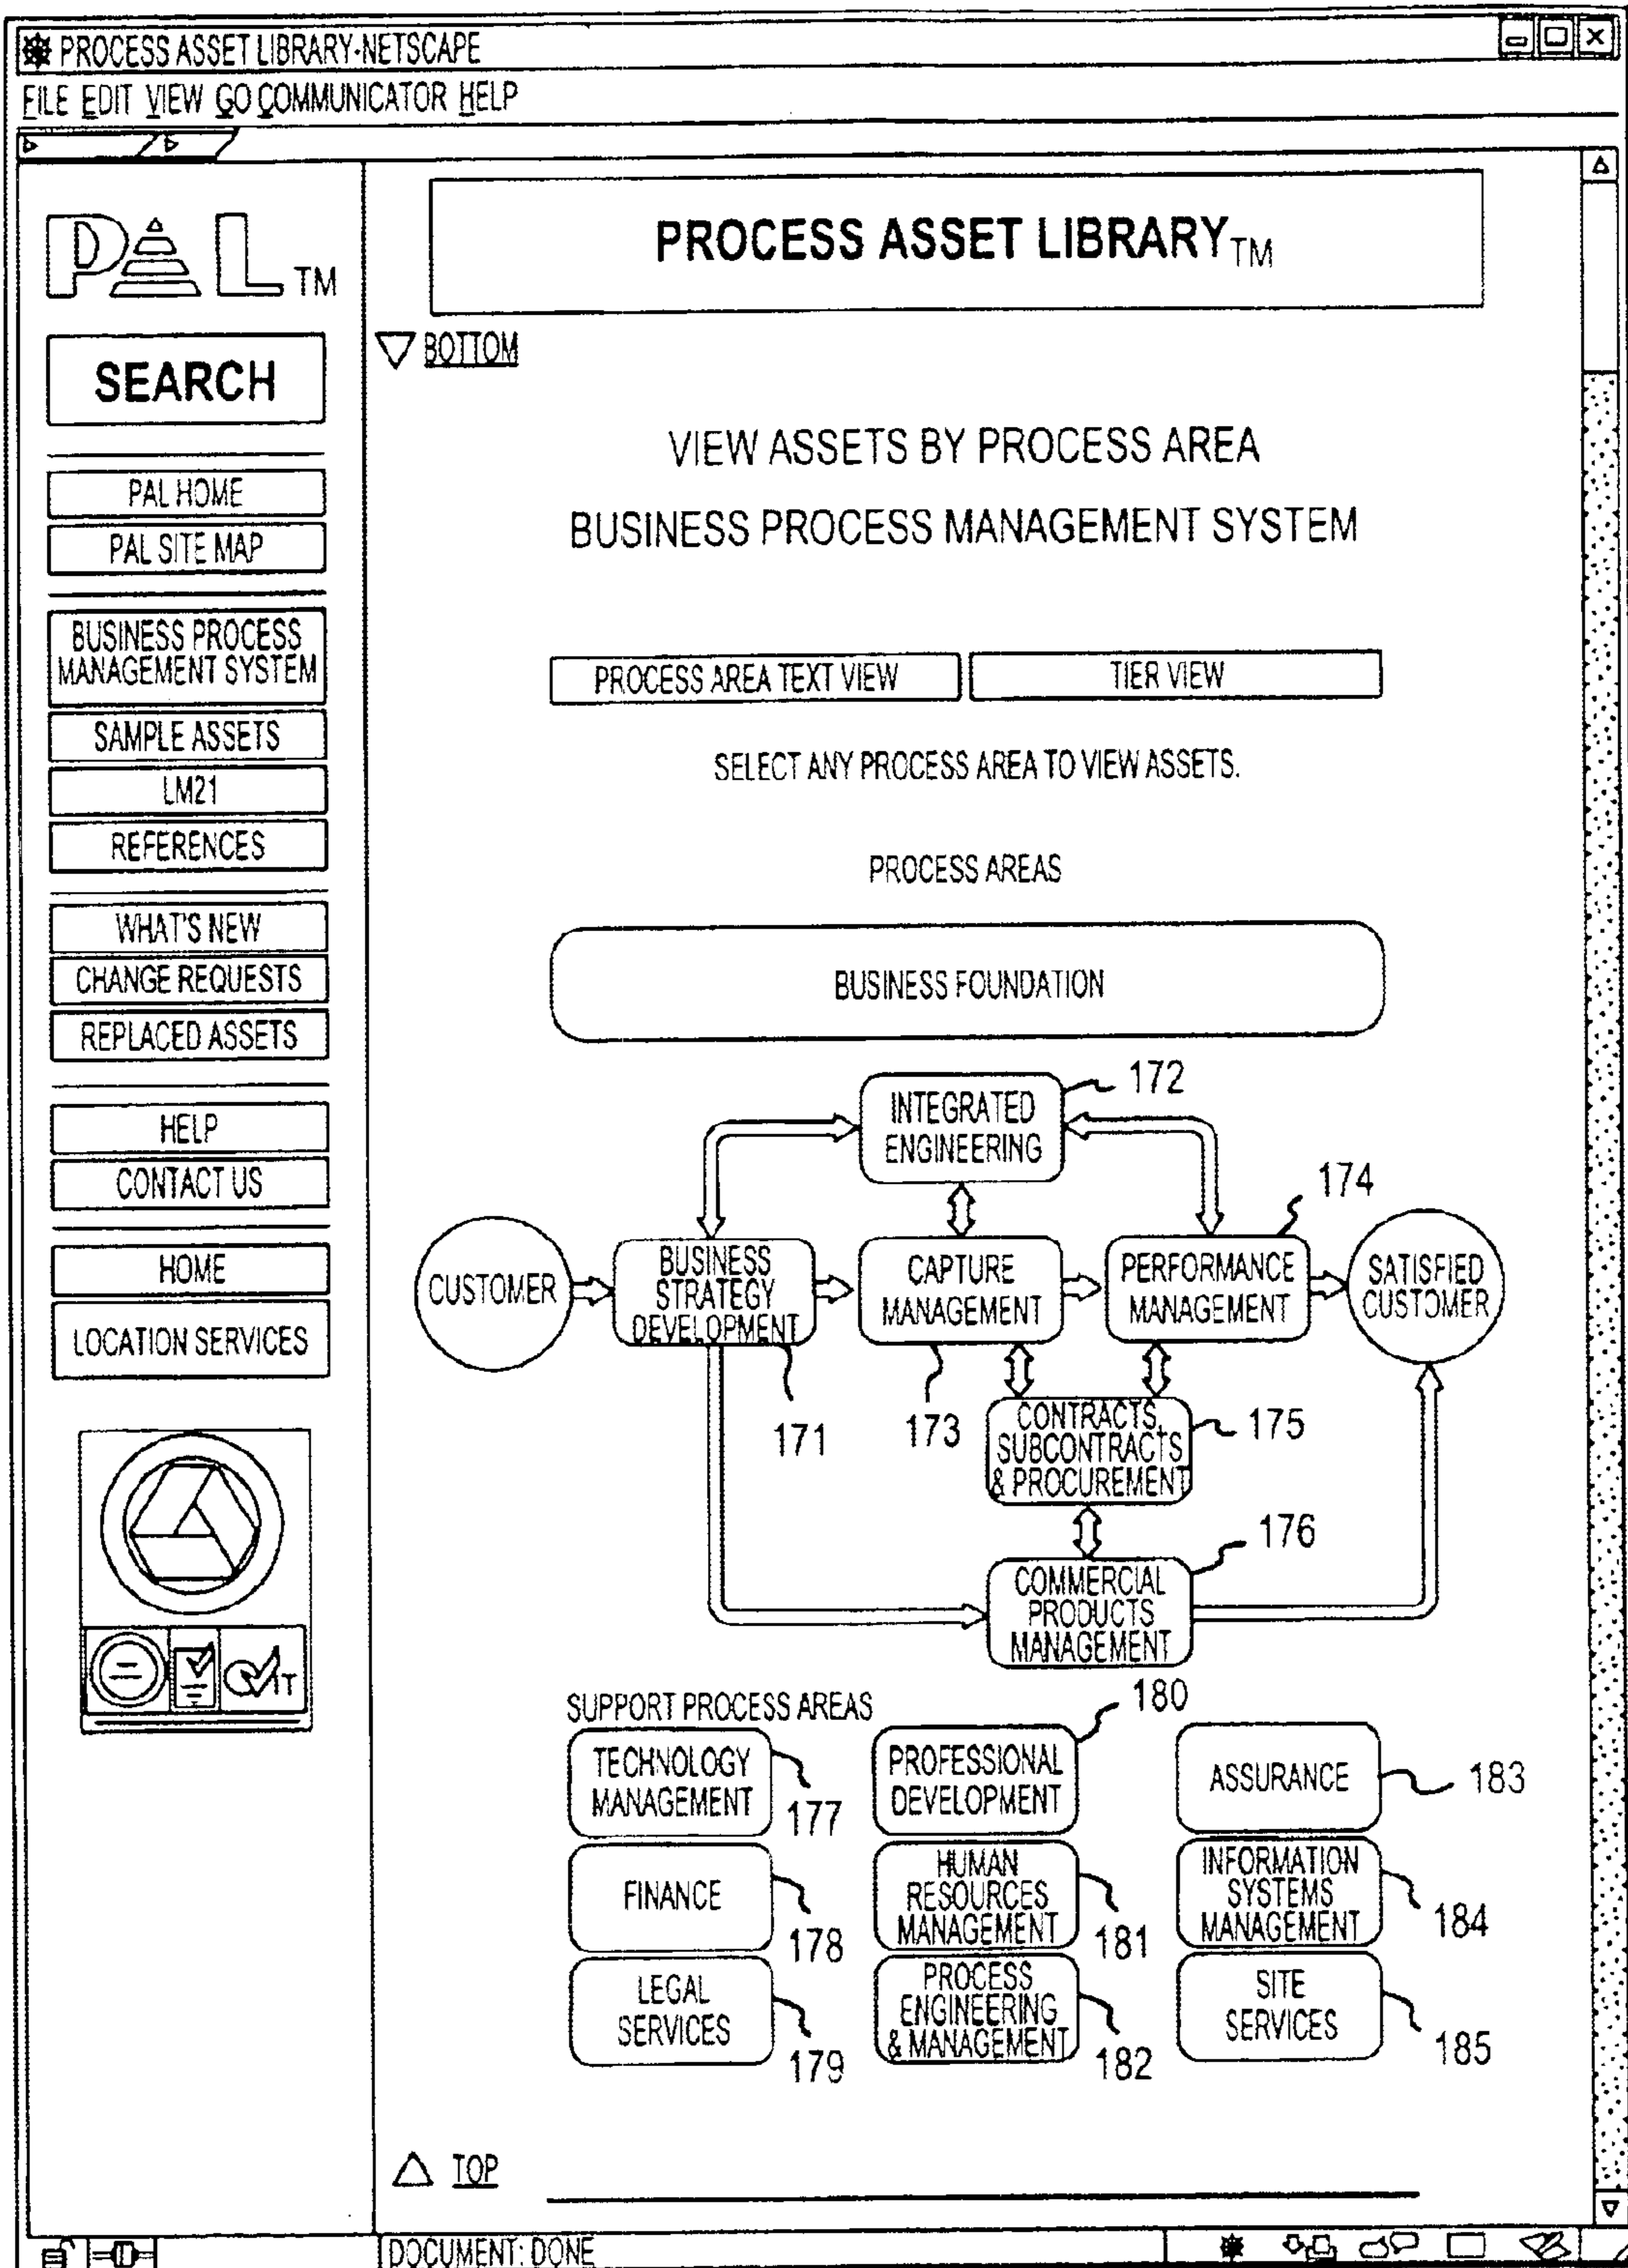 PROCESS ASSET LIBRARY-NETSCAPE
FILE EDIT VIEW GO COMMUNICATOR HELP
PAL TM
SEARCH
PAL HOME
PAL SITE MAP
BUSINESS PROCESS
MANAGEMENT SYSTEM
SAMPLE ASSETS
LM21
REFERENCES
WHAT'S NEW
CHANGE REQUESTS
REPLACED ASSETS
HELP
CONTACT US
HOME
LOCATION SERVICES
IT
PROCESS ASSET LIBRARY TM
BOTTOM
VIEW ASSETS BY PROCESS AREA
BUSINESS PROCESS MANAGEMENT SYSTEM
PROCESS AREA TEXT VIEW
TIER VIEW
SELECT ANY PROCESS AREA TO VIEW ASSETS.
PROCESS AREAS
BUSINESS FOUNDATION
INTEGRATED
ENGINEERING
172
174
CUSTOMER
BUSINESS
STRATEGY
DEVELOPMENT
171
CAPTURE
MANAGEMENT
173
PERFORMANCE
MANAGEMENT
SATISFIED
CUSTOMER
CONTRACTS,
SUBCONTRACTS
& PROCUREMENT
175
COMMERCIAL
PRODUCTS
MANAGEMENT
176
SUPPORT PROCESS AREAS
TECHNOLOGY
MANAGEMENT
177
PROFESSIONAL
DEVELOPMENT
180
ASSURANCE
183
FINANCE
178
HUMAN
RESOURCES
MANAGEMENT
181
INFORMATION
SYSTEMS
MANAGEMENT
184
LEGAL
SERVICES
179
PROCESS
ENGINEERING
& MANAGEMENT
182
SITE
SERVICES
185
TOP
DOCUMENT: DONE